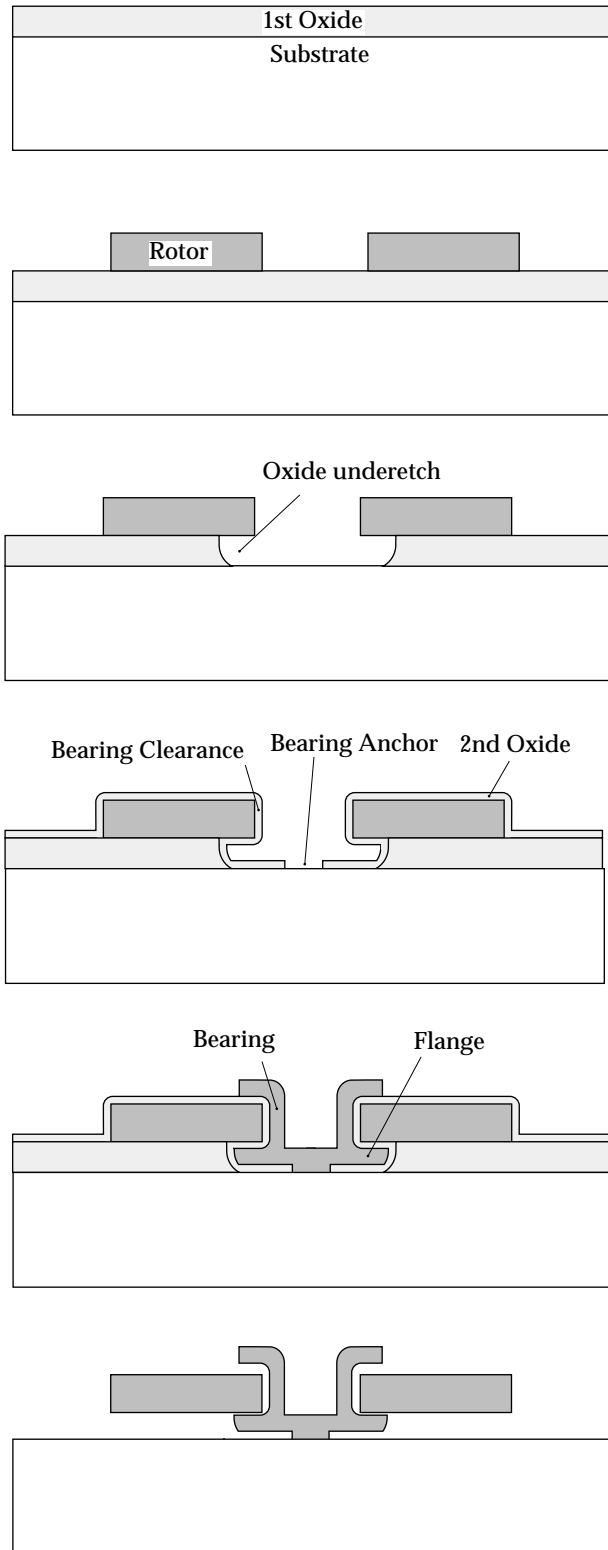 1st Oxide
Substrate
Rotor
Oxide underetch
Bearing Clearance
Bearing Anchor
2nd Oxide
Bearing
Flange